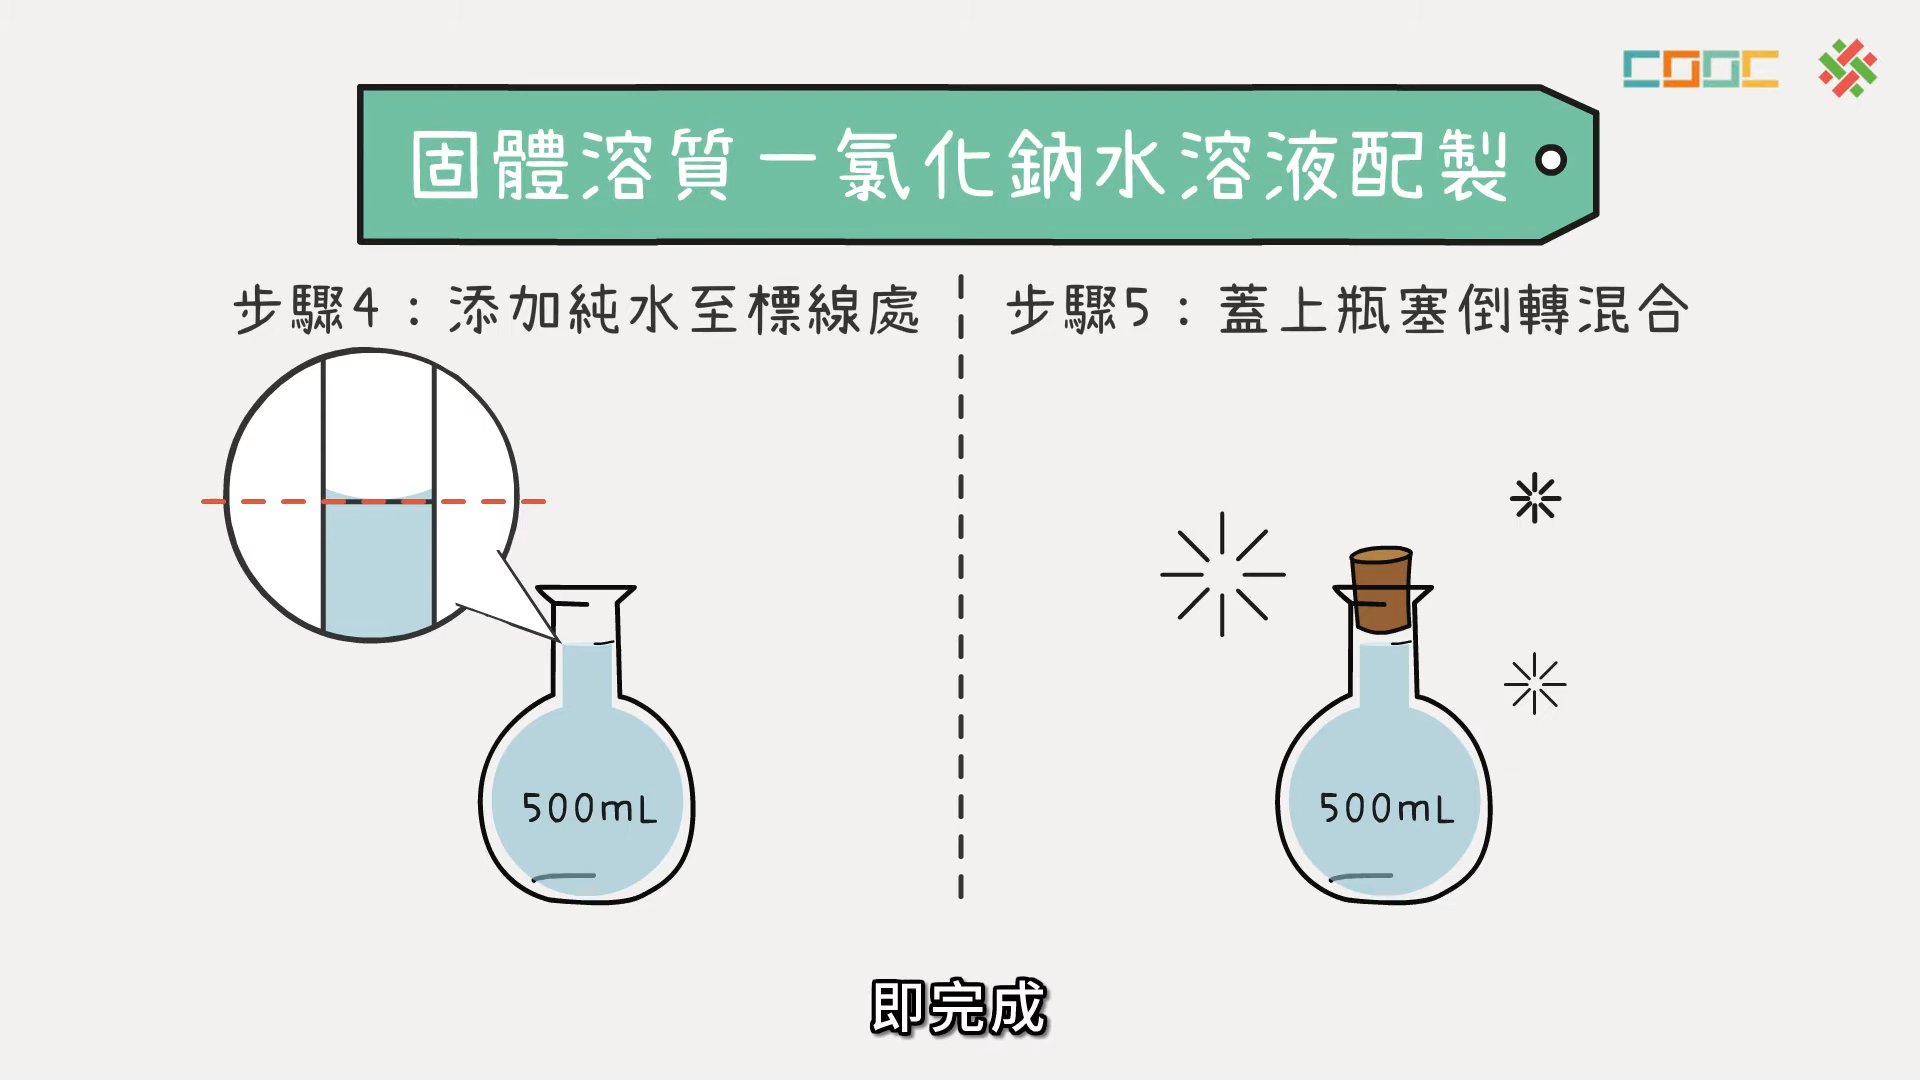 COOC
固體溶質－氯化鈉水溶液配製
步驟4：添加純水至標線處
步驟5：蓋上瓶塞倒轉混合
500mL
500mL
即完成